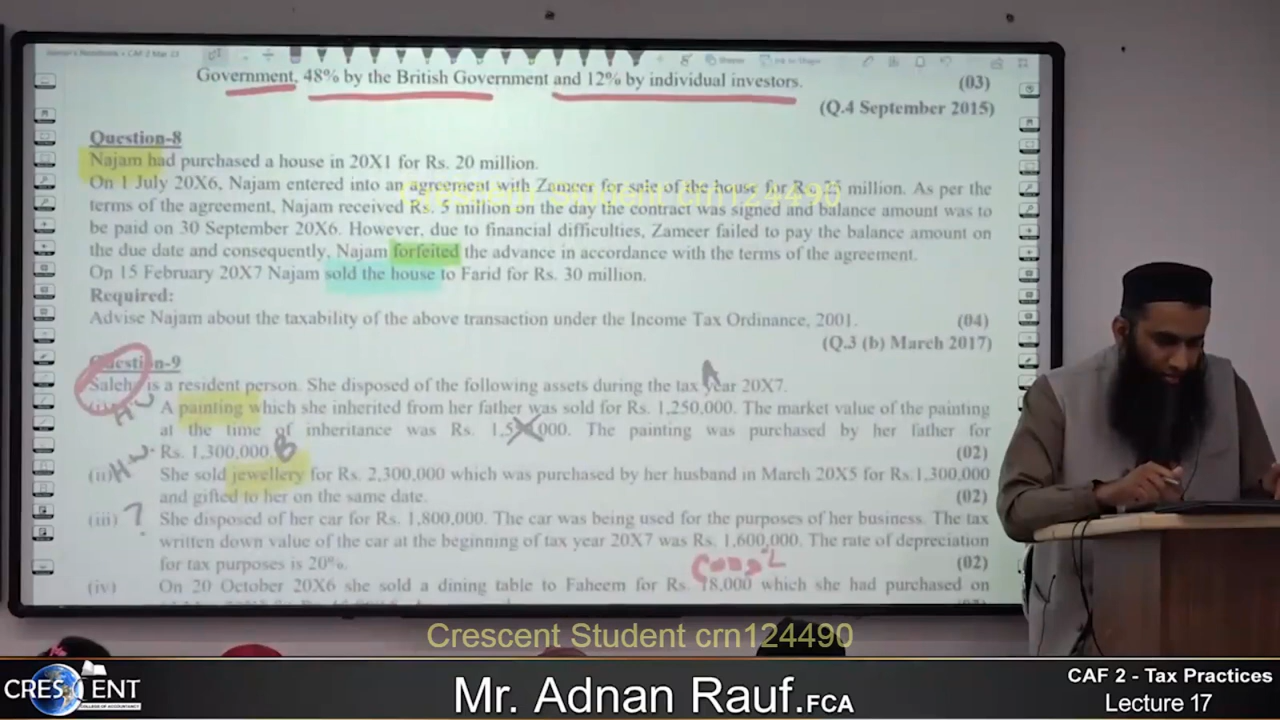 Government, 48% by the British Government and 12% by individual investors. (03)
(Q.4 September 2015)
Question-8
Najam had purchased a house in 20X1 for Rs. 20 million.
On 1 July 20X6, Najam entered into an agreement with Zameer for sale of the house for Rs. million. As per the
terms of the agreement, Najam received Rs. 5 million on the day the contract was signed and balance amount was to
be paid on 30 September 20X6. However, due to financial difficulties, Zameer failed to pay the balance amount on
the due date and consequently, Najam forfeited the advance in accordance with the terms of the agreement.
On 15 February 20X7 Najam sold the house to Farid for Rs. 30 million.
Required:
Advise Najam about the taxability of the above transaction under the Income Tax Ordinance, 2001. (04)
(Q.3 (b) March 2017)
Question-9
Saleh is a resident person. She disposed of the following assets during the tax year 20X7.
A painting which she inherited from her father was sold for Rs. 1,250,000. The market value of the painting
at the time of inheritance was Rs. The painting was purchased by her father for
Rs. 1,300,000. B (02)
(ii) She sold jewellery for Rs. 2,300,000 which was purchased by her husband in March 20X5 for Rs.1,300,000
and gifted to her on the same date. (02)
(iii) ? She disposed of her car for Rs. 1,800,000. The car was being used for the purposes of her business. The tax
written down value of the car at the beginning of tax year 20X7 was Rs. 1,600,000. The rate of depreciation
for tax purposes is 20%. (02)
(iv) On 20 October 20X6 she sold a dining table to Faheem for Rs. 18,000 which she had purchased on
Crescent Student crn124490
Crescent Student crn124490
CRESCENT
COLLEGE OF ACCOUNTANCY
Mr. Adnan Rauf.FCA
CAF 2 - Tax Practices
Lecture 17